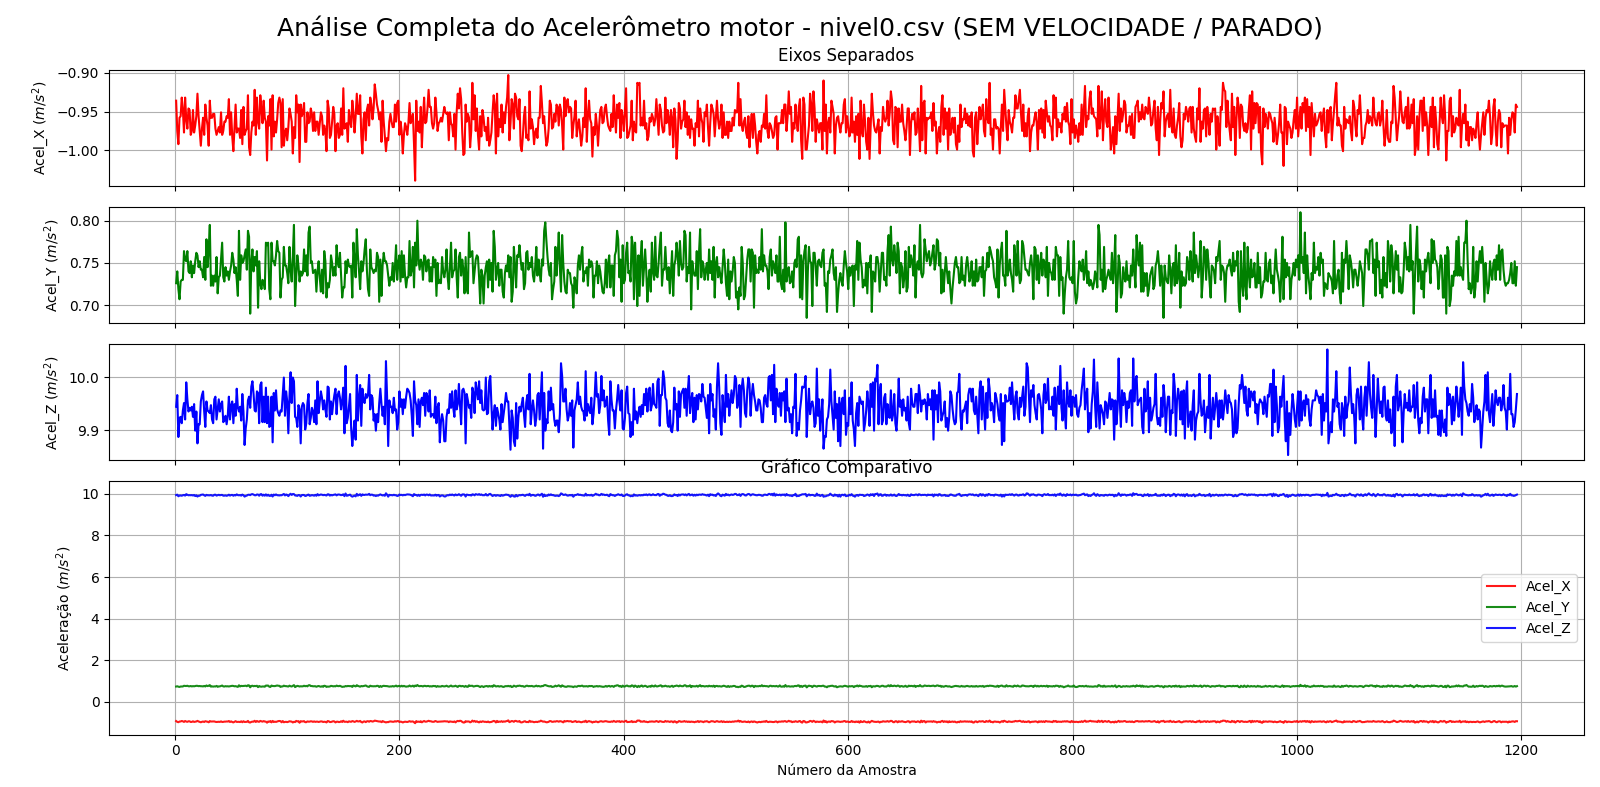 Análise Completa do Acelerômetro motor - nivel0.csv (SEM VELOCIDADE / PARADO)
Eixos Separados
Acel_X (m/s²)
−0.90
−0.95
−1.00
Acel_Y (m/s²)
0.80
0.75
0.70
Acel_Z (m/s²)
10.0
9.9
Gráfico Comparativo
Aceleração (m/s²)
10
8
6
4
2
0
Acel_X
Acel_Y
Acel_Z
0 200 400 600 800 1000 1200
Número da Amostra